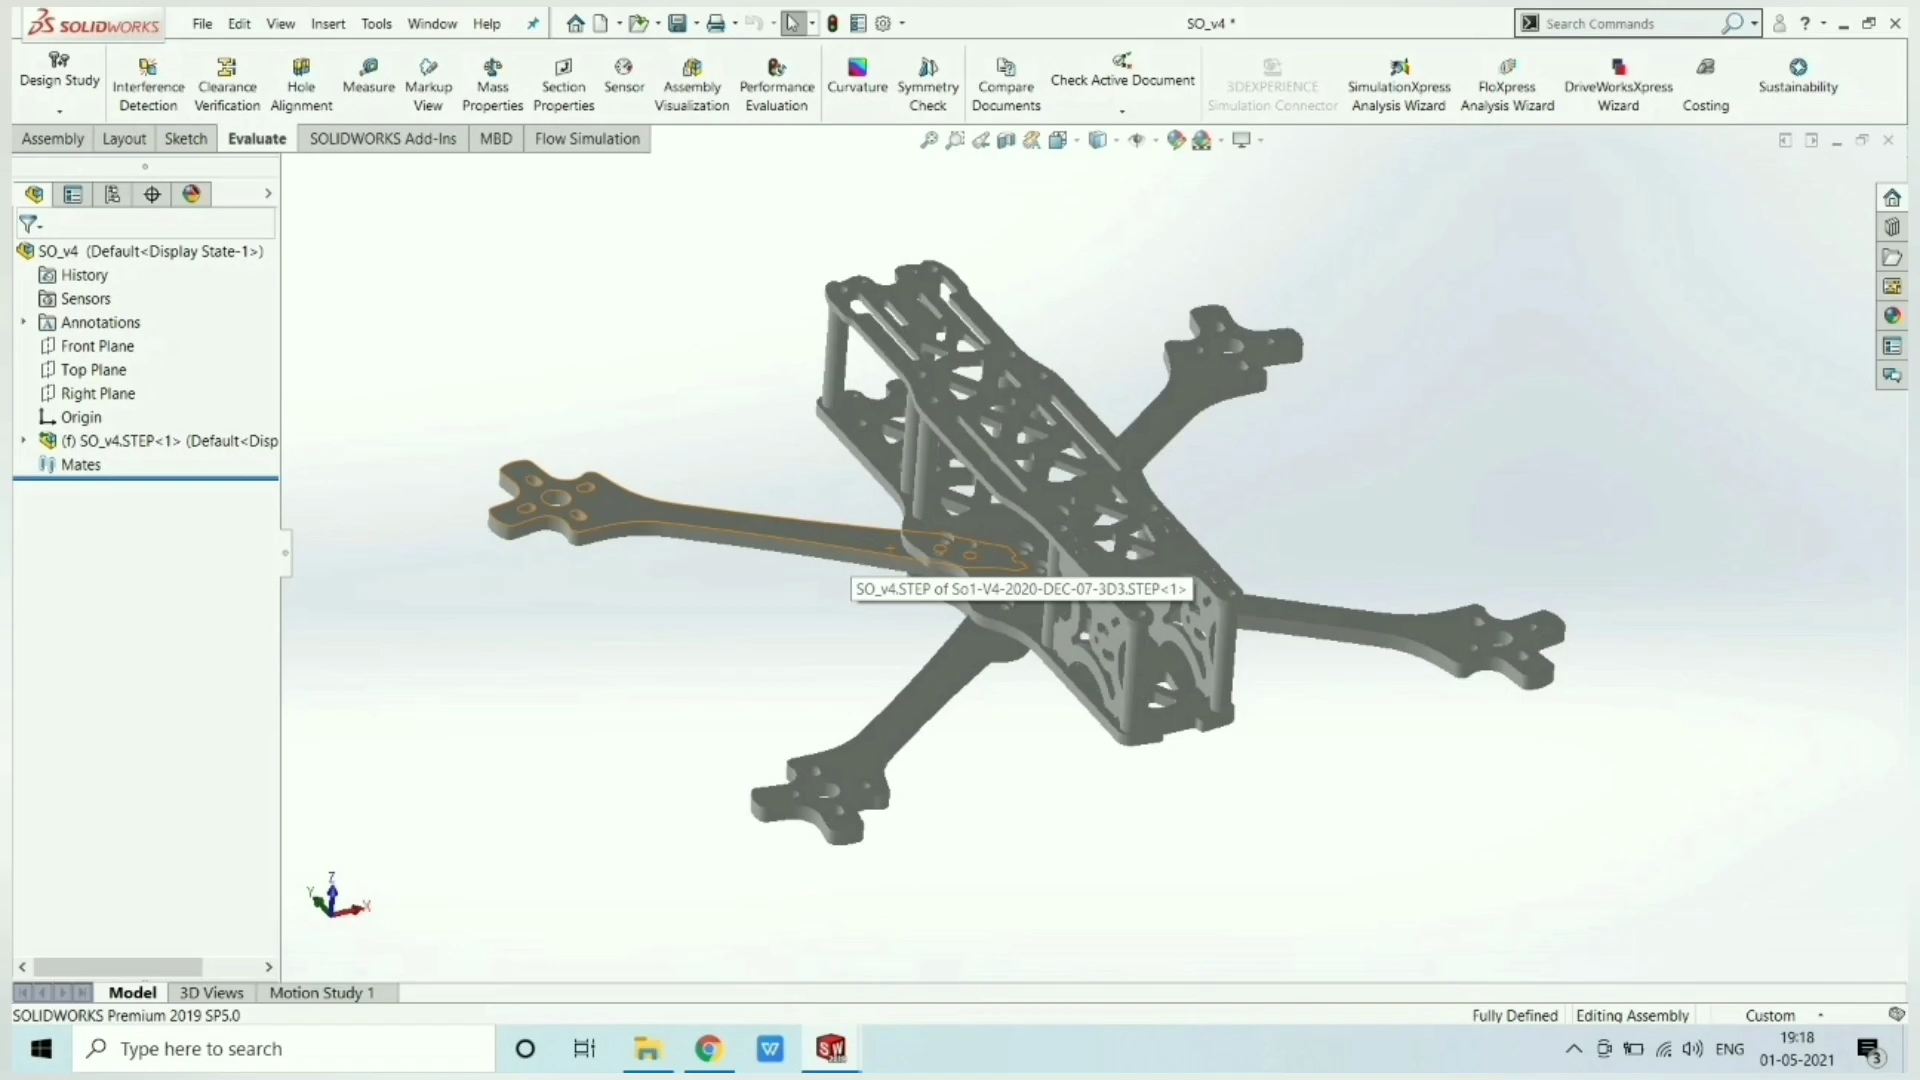 SOLIDWORKS File Edit View Insert Tools Window Help SO_v4 * Search Commands ?
Design Study
Interference Detection
Clearance Verification
Hole Alignment
Measure
Markup View
Mass Properties
Section Properties
Sensor
Assembly Visualization
Performance Evaluation
Curvature
Symmetry Check
Compare Documents
Check Active Document
3DEXPERIENCE Simulation Connector
SimulationXpress Analysis Wizard
FloXpress Analysis Wizard
DriveWorksXpress Wizard
Costing
Sustainability
Assembly Layout Sketch Evaluate SOLIDWORKS Add-Ins MBD Flow Simulation
SO_v4 (Default<Display State-1>)
History
Sensors
Annotations
Front Plane
Top Plane
Right Plane
Origin
(f) SO_v4.STEP<1> (Default<Disp
Mates
SO_v4.STEP of So1-V4-2020-DEC-07-3D3.STEP<1>
Z
Y
X
Model 3D Views Motion Study 1
SOLIDWORKS Premium 2019 SP5.0 Fully Defined Editing Assembly Custom
Type here to search ENG 19:18
01-05-2021 3